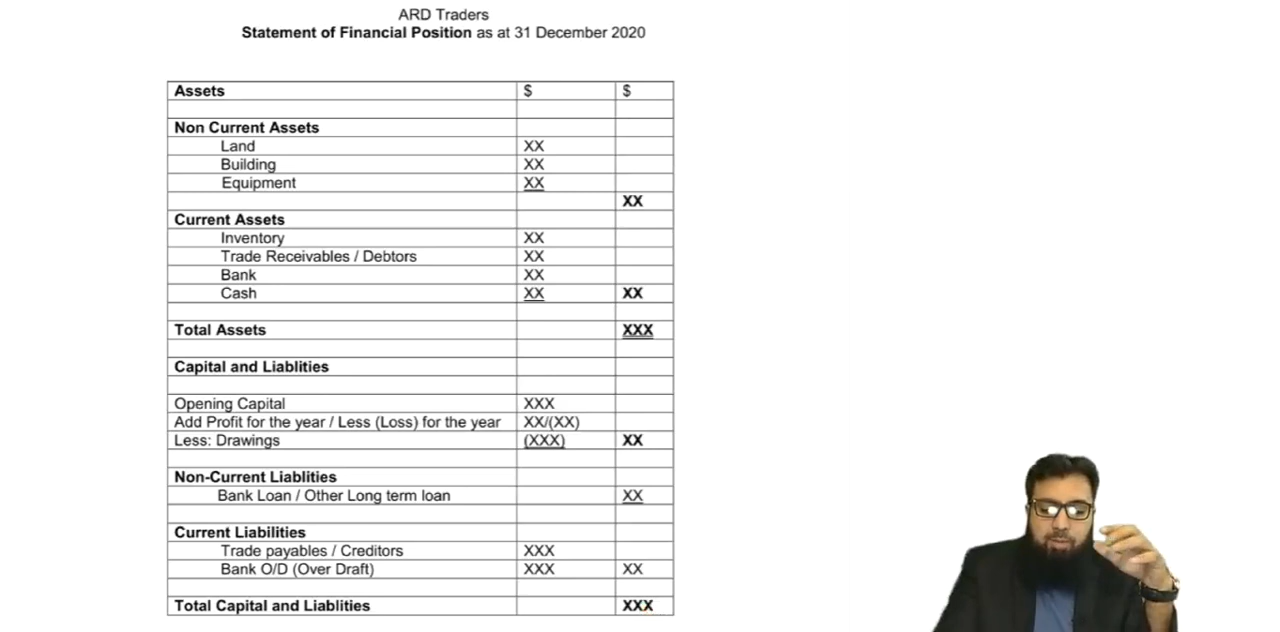 ARD Traders
Statement of Financial Position as at 31 December 2020
Assets $ $
Non Current Assets
Land XX
Building XX
Equipment XX
XX
Current Assets
Inventory XX
Trade Receivables / Debtors XX
Bank XX
Cash XX XX
Total Assets XXX
Capital and Liablities
Opening Capital XXX
Add Profit for the year / Less (Loss) for the year XX/(XX)
Less: Drawings (XXX) XX
Non-Current Liablities
Bank Loan / Other Long term loan XX
Current Liabilities
Trade payables / Creditors XXX
Bank O/D (Over Draft) XXX XX
Total Capital and Liablities XXX